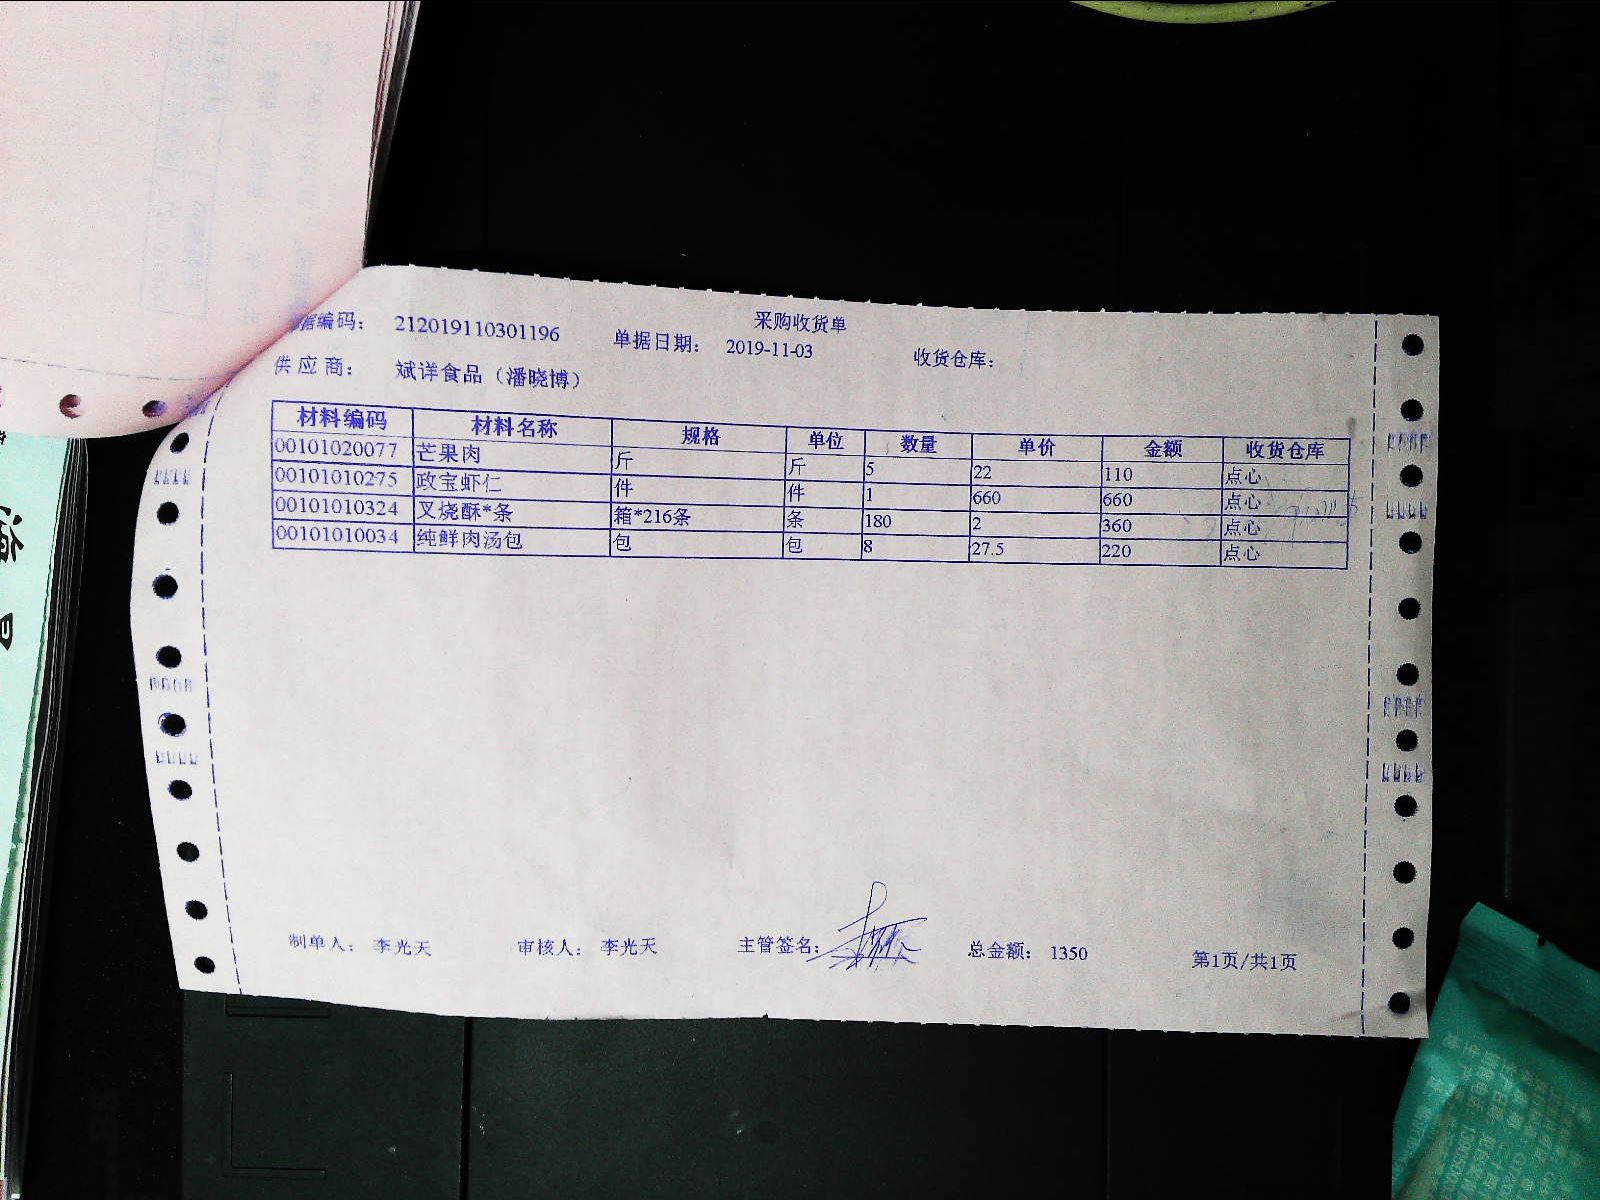 采购收货单
据编码： 212019110301196 单据日期： 2019-11-03 收货仓库：
供应商： 斌详食品（潘晓博）
材料编码 材料名称 规格 单位 数量 单价 金额 收货仓库
00101020077 芒果肉 斤 斤 5 22 110 点心
00101010275 政宝虾仁 件 件 1 660 660 点心
00101010324 叉烧酥*条 箱*216条 条 180 2 360 点心
00101010034 纯鲜肉汤包 包 包 8 27.5 220 点心
制单人： 李光天 审核人： 李光天 主管签名： 总金额： 1350 第1页/共1页